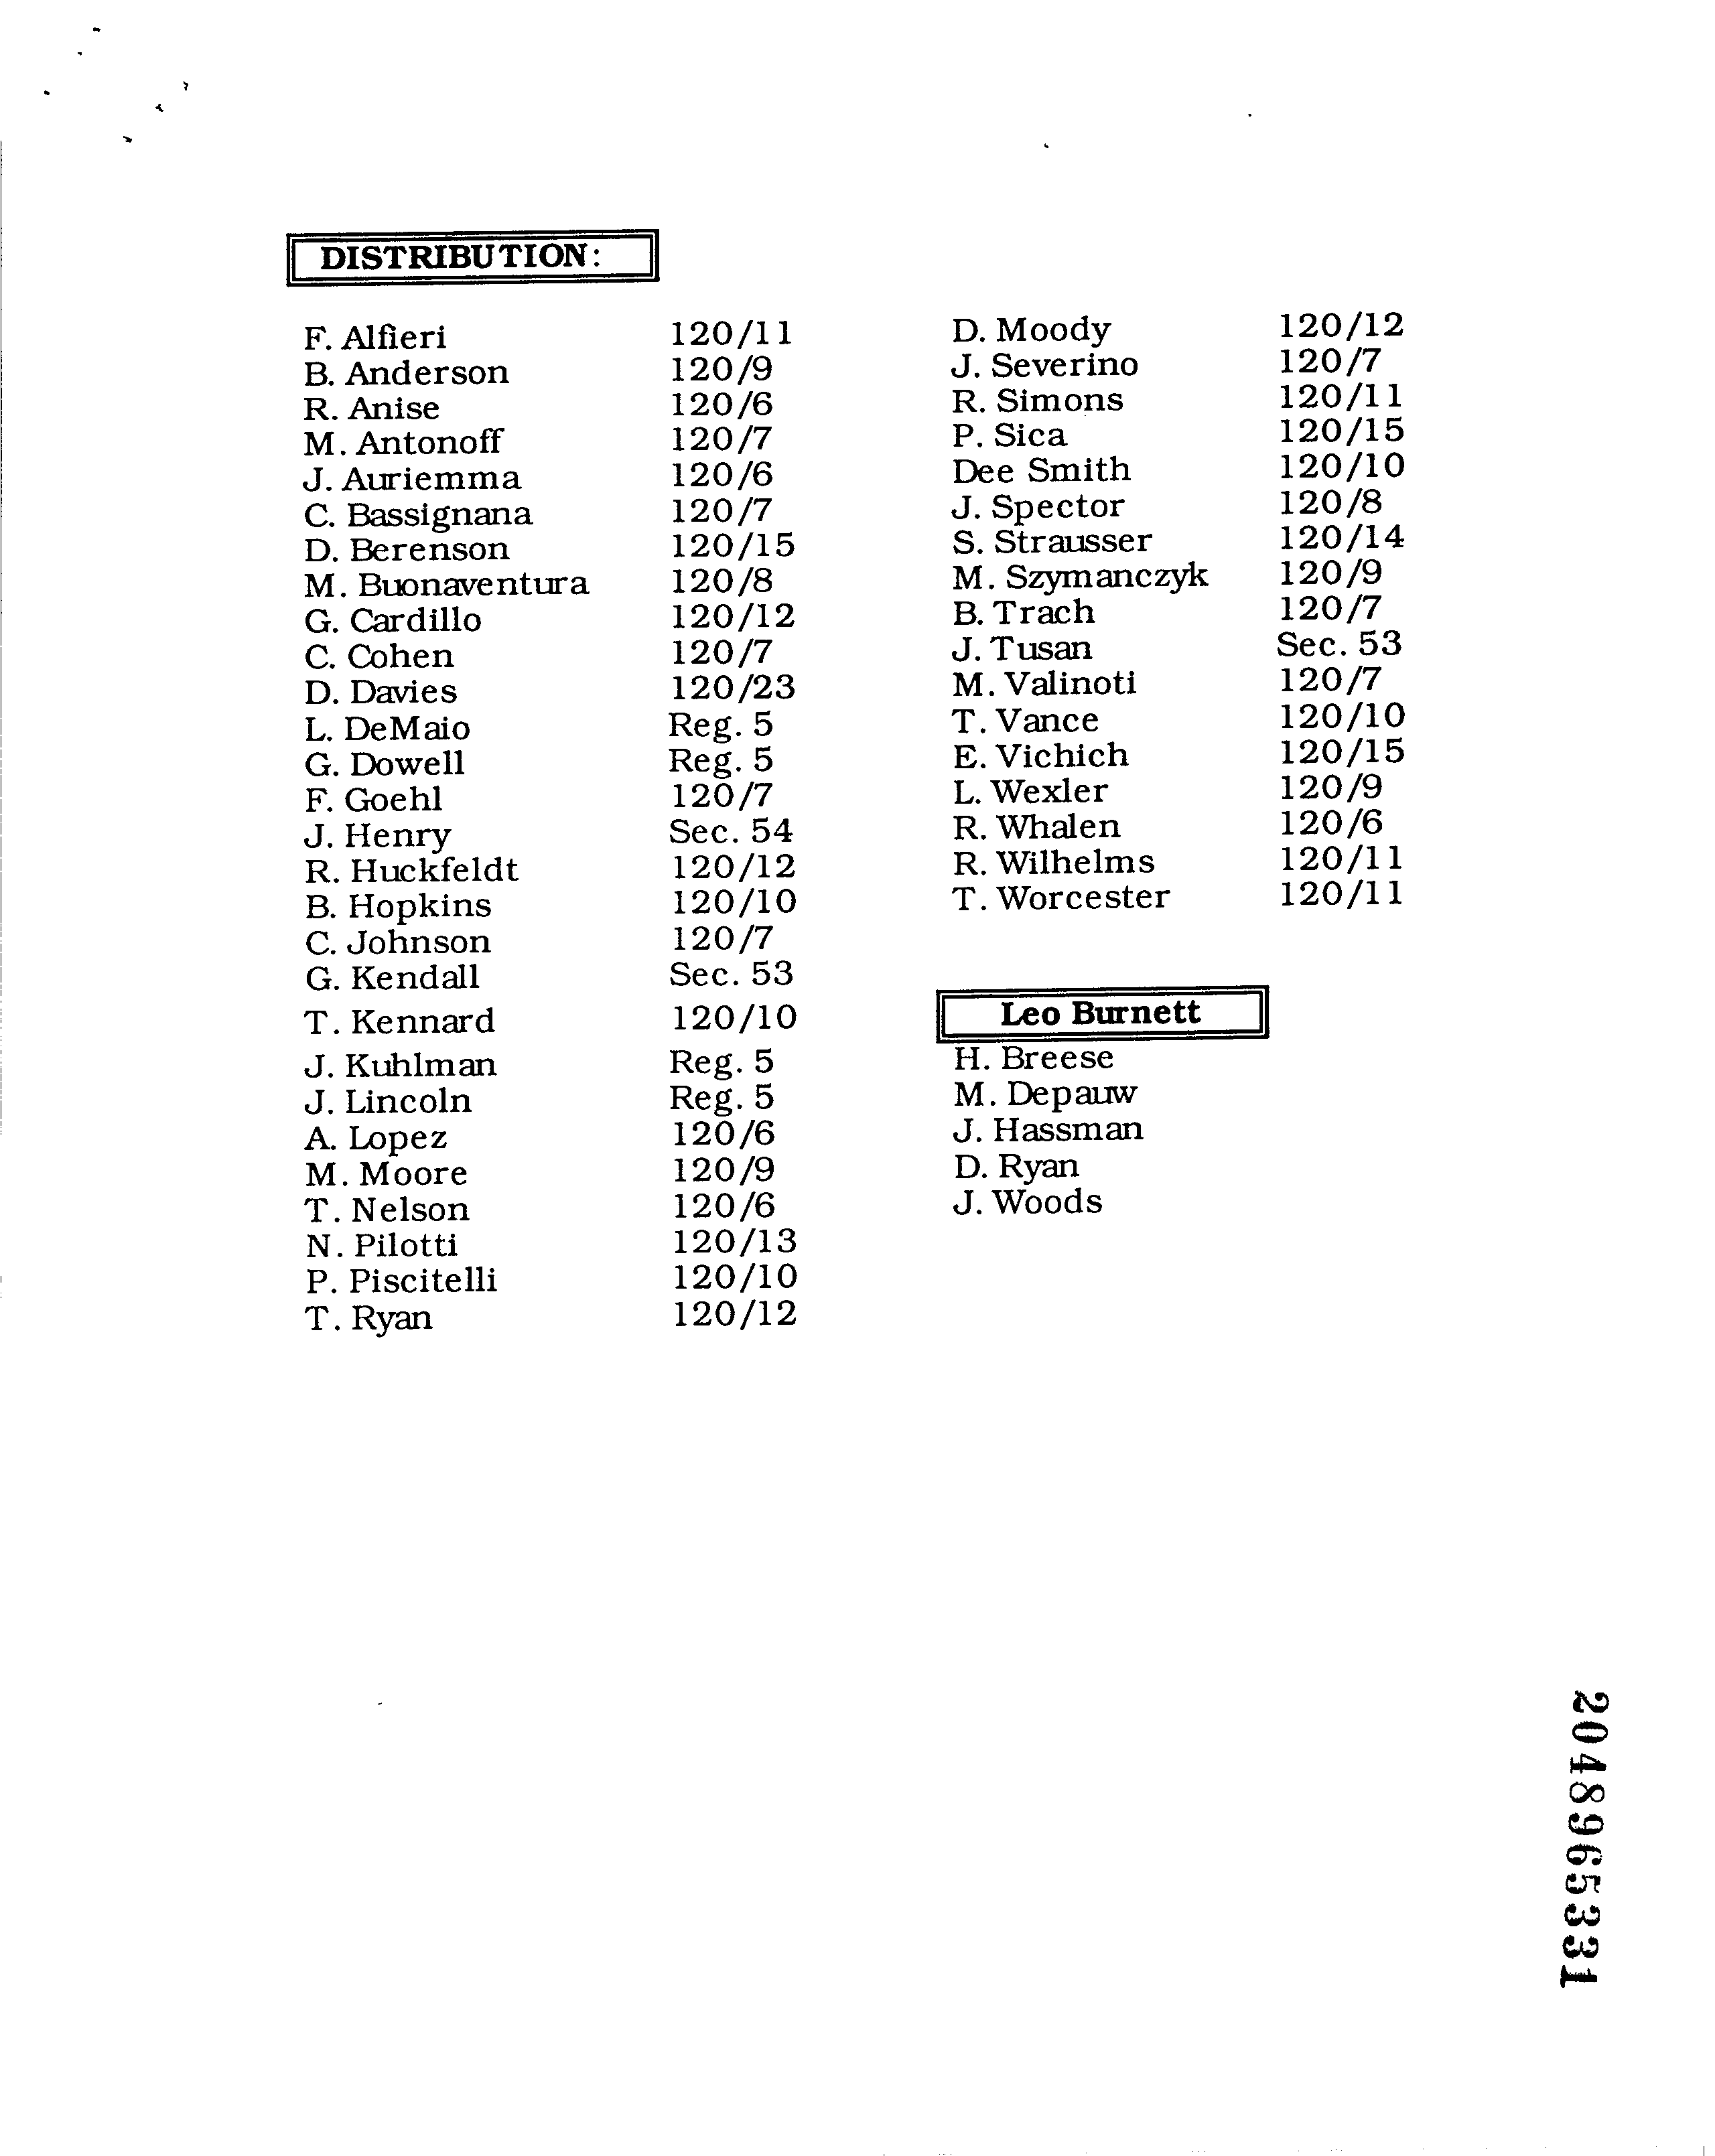 DISTRIBUTION:
F. Alfieri 120/11
B. Anderson 120/9
R. Anise 120/6
M. Antonoff 120/7
J. Auriemma 120/6
C. Bassignana 120/7
D. Berenson 120/15
M. Buonaventura 120/8
G. Cardillo 120/12
C. Cohen 120/7
D. Davies 120/23
L. DeMaio Reg. 5
G. Dowell Reg. 5
F. Goehl 120/7
J. Henry Sec. 54
R. Huckfeldt 120/12
B. Hopkins 120/10
C. Johnson 120/7
G. Kendall Sec. 53
T. Kennard 120/10
J. Kuhlman Reg. 5
J. Lincoln Reg. 5
A. Lopez 120/6
M. Moore 120/9
T. Nelson 120/6
N. Pilotti 120/13
P. Piscitelli 120/10
T. Ryan 120/12
D. Moody 120/12
J. Severino 120/7
R. Simons 120/11
P. Sica 120/15
Dee Smith 120/10
J. Spector 120/8
S. Strausser 120/14
M. Szymanczyk 120/9
B. Trach 120/7
J. Tusan Sec. 53
M. Valinoti 120/7
T. Vance 120/10
E. Vichich 120/15
L. Wexler 120/9
R. Whalen 120/6
R. Wilhelms 120/11
T. Worcester 120/11
Leo Burnett
H. Breese
M. Depauw
J. Hassman
D. Ryan
J. Woods
2048965331